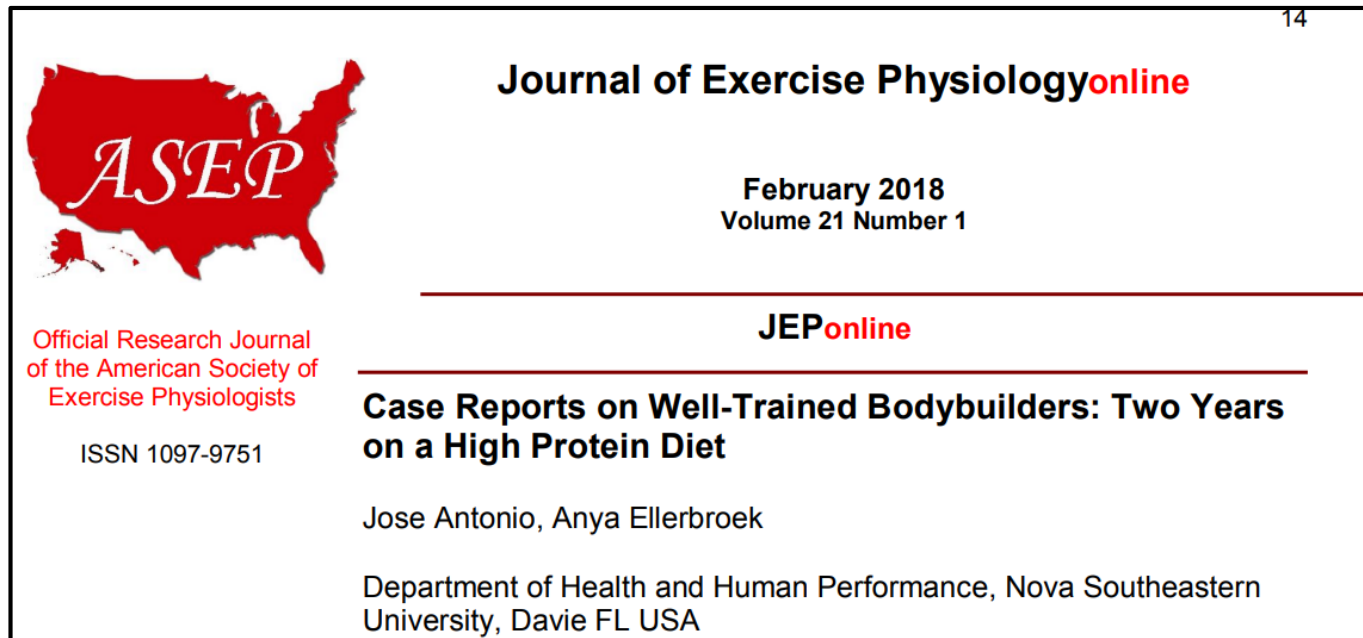 14
Journal of Exercise Physiologyonline
February 2018
Volume 21 Number 1
ASEP
Official Research Journal
of the American Society of
Exercise Physiologists
ISSN 1097-9751
JEPonline
Case Reports on Well-Trained Bodybuilders: Two Years
on a High Protein Diet
Jose Antonio, Anya Ellerbroek
Department of Health and Human Performance, Nova Southeastern
University, Davie FL USA